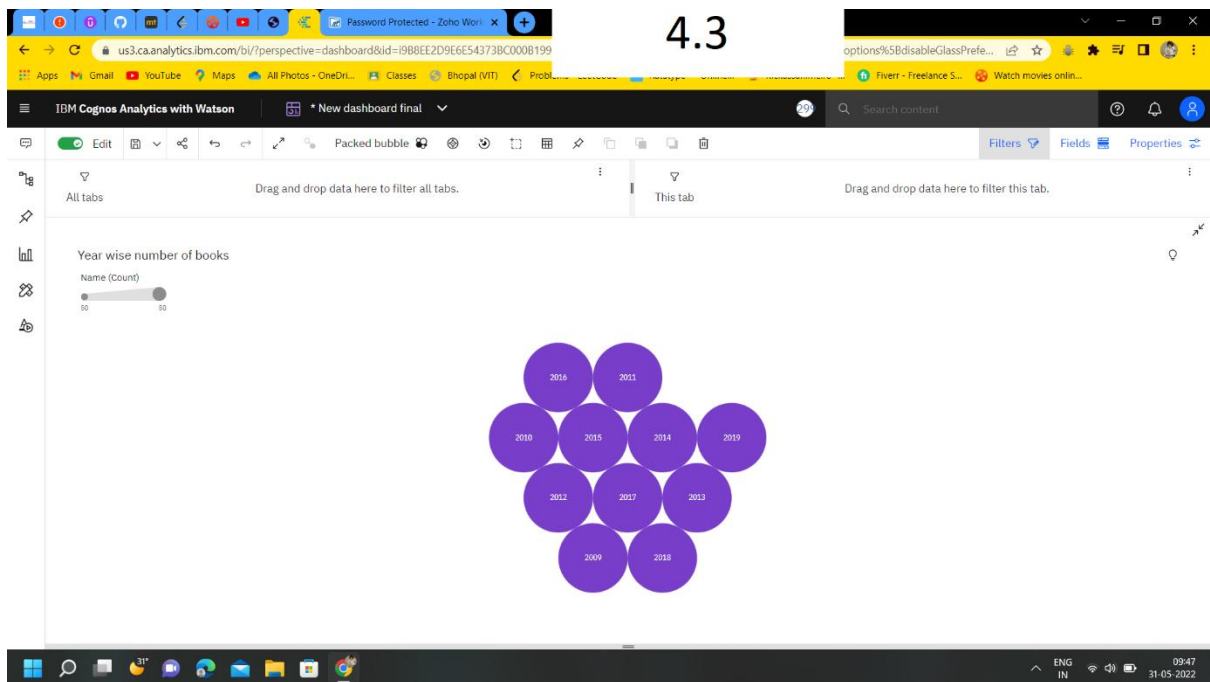 4.3
Password Protected - Zoho Wor
us3.ca.analytics.ibm.com/bi/?perspective=dashboard&id=i9B8EE2D9E6E54373BC000B199
options%5BdisableGlassPrefe...
Apps Gmail YouTube Maps All Photos - OneDri... Classes Bhopal (VIT) Fiverr - Freelance S... Watch movies onlin...
IBM Cognos Analytics with Watson * New dashboard final Search content
Edit Packed bubble Filters Fields Properties
All tabs Drag and drop data here to filter all tabs. This tab Drag and drop data here to filter this tab.
Year wise number of books
Name (Count)
50 50
2016 2011
2010 2015 2014 2019
2012 2017 2013
2009 2018
31°
ENG 09:47
IN 31-05-2022